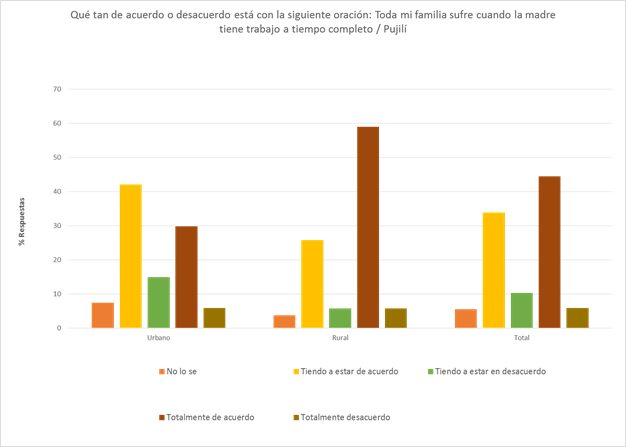 Qué tan de acuerdo o desacuerdo está con la siguiente oración: Toda mi familia sufre cuando la madre
tiene trabajo a tiempo completo / Pujilí
70
60
50
40
30
20
10
0
% Respuestas
Urbano
Rural
Total
No lo se
Tiendo a estar de acuerdo
Tiendo a estar en desacuerdo
Totalmente de acuerdo
Totalmente desacuerdo